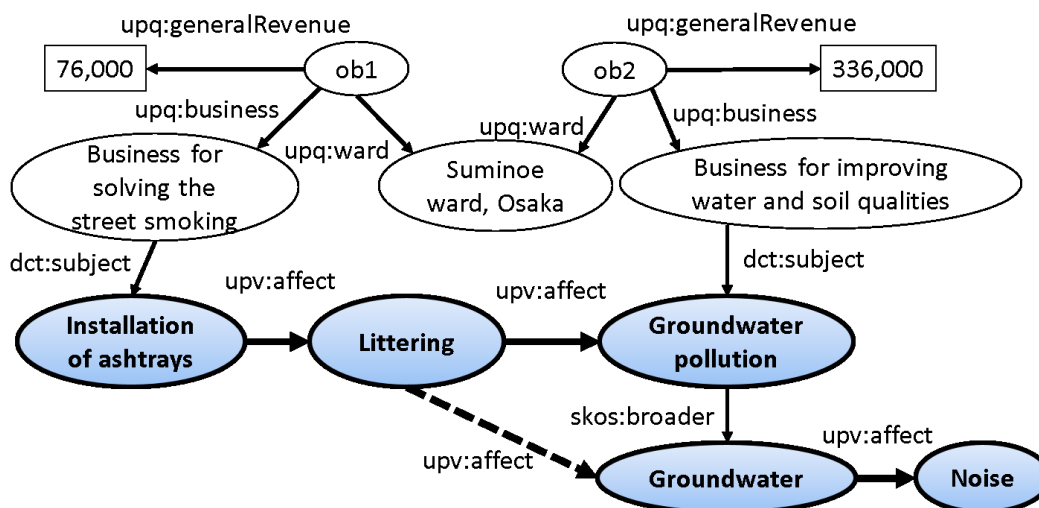 upq:generalRevenue
upq:generalRevenue
76,000
ob1
ob2
336,000
upq:business
upq:ward
upq:ward
upq:business
Business for
solving the
street smoking
Suminoe
ward, Osaka
Business for improving
water and soil qualities
dct:subject
upv:affect
upv:affect
dct:subject
Installation
of ashtrays
Littering
Groundwater
pollution
skos:broader
upv:affect
upv:affect
Groundwater
Noise